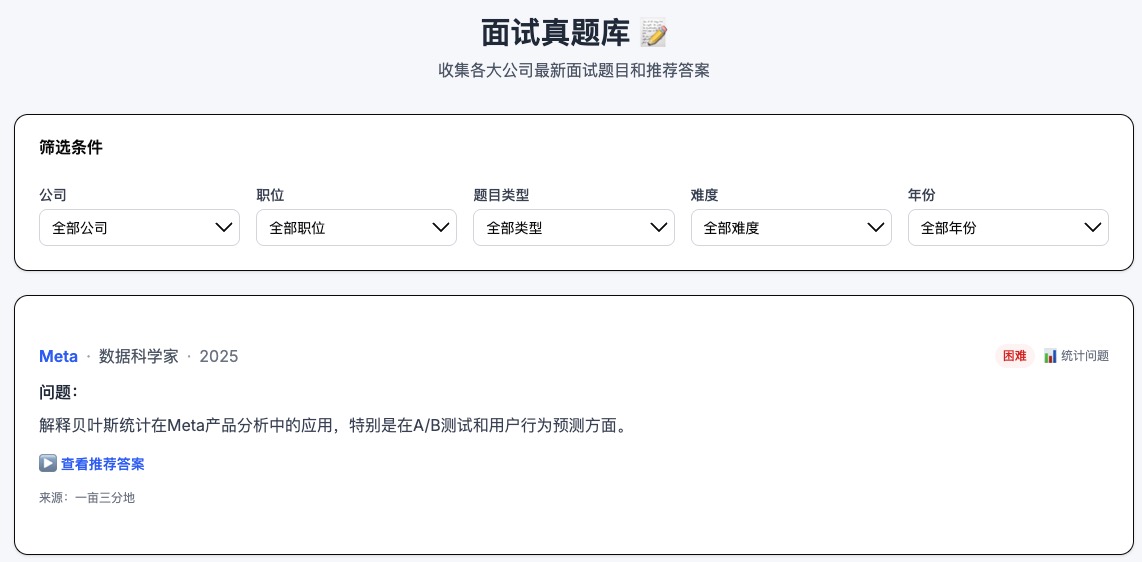 面试真题库 📝
收集各大公司最新面试题目和推荐答案
筛选条件
公司 职位 题目类型 难度 年份
全部公司 全部职位 全部类型 全部难度 全部年份
Meta · 数据科学家 · 2025 困难 📊 统计问题
问题：
解释贝叶斯统计在Meta产品分析中的应用，特别是在A/B测试和用户行为预测方面。
▶️ 查看推荐答案
来源：一亩三分地